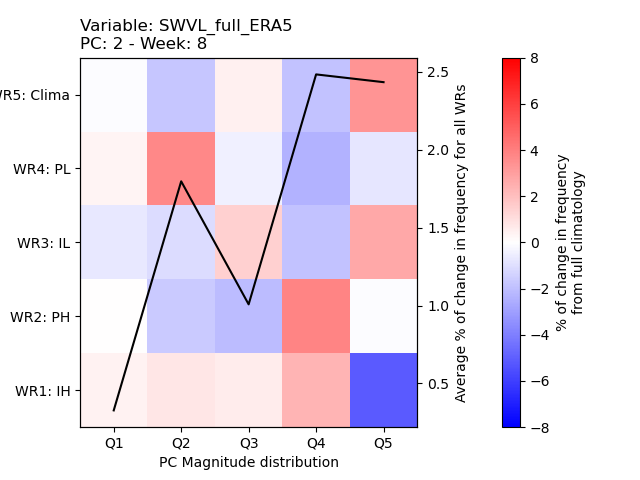 Variable: SWVL_full_ERA5
PC: 2 - Week: 8
WR5: Clima
WR4: PL
WR3: IL
WR2: PH
WR1: IH
Q1 Q2 Q3 Q4 Q5
PC Magnitude distribution
2.5
2.0
1.5
1.0
0.5
Average % of change in frequency for all WRs
8
6
4
2
0
−2
−4
−6
−8
% of change in frequency
from full climatology